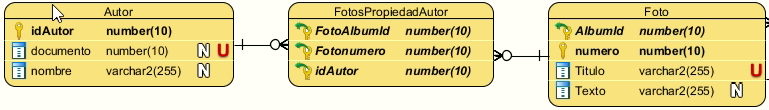 Autor
idAutor number(10)
documento number(10) N U
nombre varchar2(255) N
FotosPropiedadAutor
FotoAlbumId number(10)
Fotonumero number(10)
idAutor number(10)
Foto
AlbumId number(10)
numero number(10)
Titulo varchar2(255) U
Texto varchar2(255) N